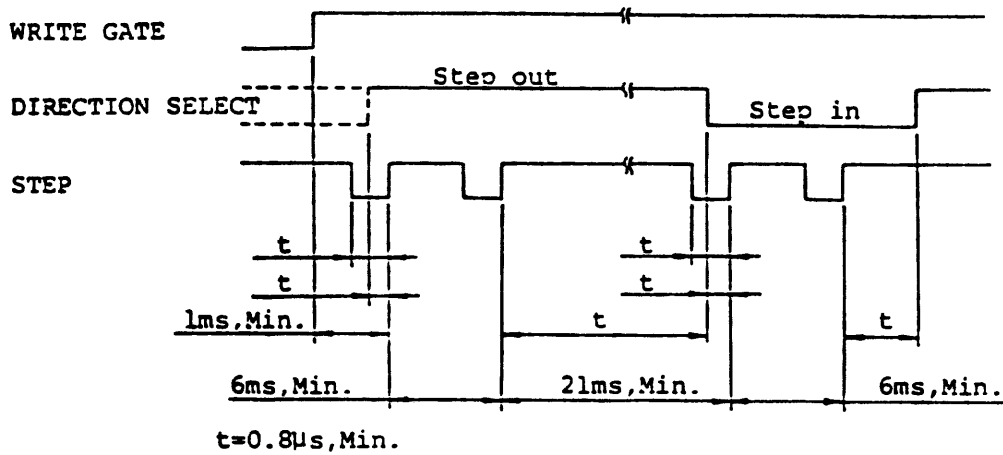 WRITE GATE
DIRECTION SELECT
Step out
Step in
STEP
t
t
t
t
1ms,Min.
t
t
6ms,Min.
21ms,Min.
6ms,Min.
t=0.8µs,Min.